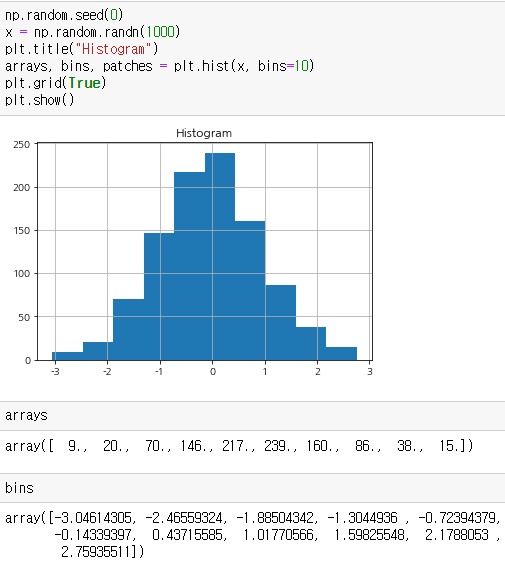 np.random.seed(0)
x = np.random.randn(1000)
plt.title("Histogram")
arrays, bins, patches = plt.hist(x, bins=10)
plt.grid(True)
plt.show()
Histogram
250
200
150
100
50
0
-3 -2 -1 0 1 2 3
arrays
array([ 9., 20., 70., 146., 217., 239., 160., 86., 38., 15.])
bins
array([-3.04614305, -2.46559324, -1.88504342, -1.3044936 , -0.72394379,
-0.14339397, 0.43715585, 1.01770566, 1.59825548, 2.1788053 ,
2.75935511])